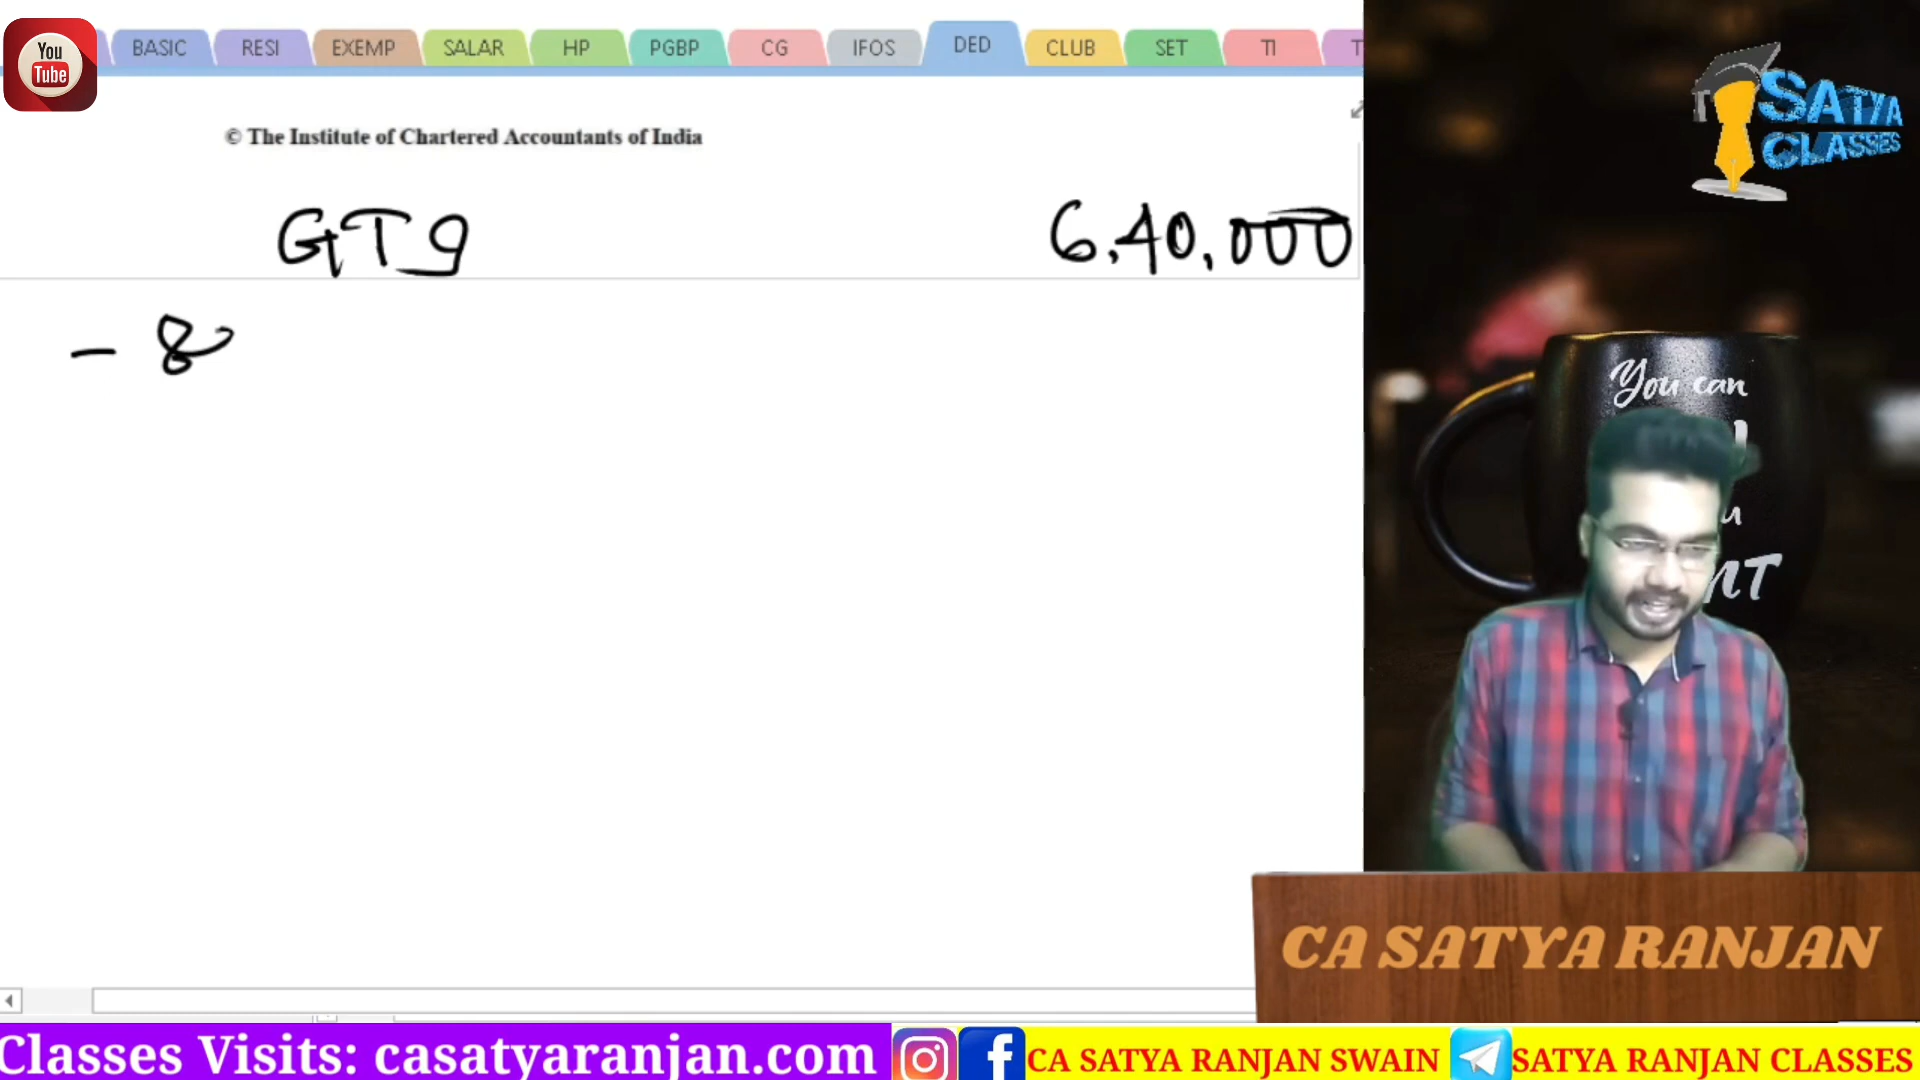 You
Tube
BASIC RESI EXEMP SALAR HP PGBP CG IFOS DED CLUB SET TI T
© The Institute of Chartered Accountants of India
GTI 6,40,000
- 8
SATYA
CLASSES
You can
CA SATYA RANJAN
Classes Visits: casatyaranjan.com CA SATYA RANJAN SWAIN SATYA RANJAN CLASSES